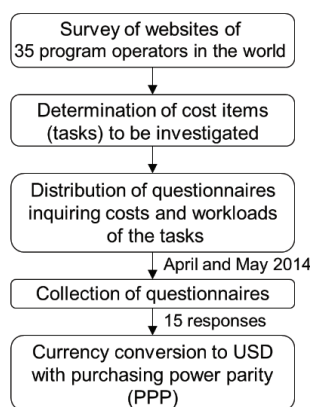 Survey of websites of
35 program operators in the world
Determination of cost items
(tasks) to be investigated
Distribution of questionnaires
inquiring costs and workloads
of the tasks
April and May 2014
Collection of questionnaires
15 responses
Currency conversion to USD
with purchasing power parity
(PPP)